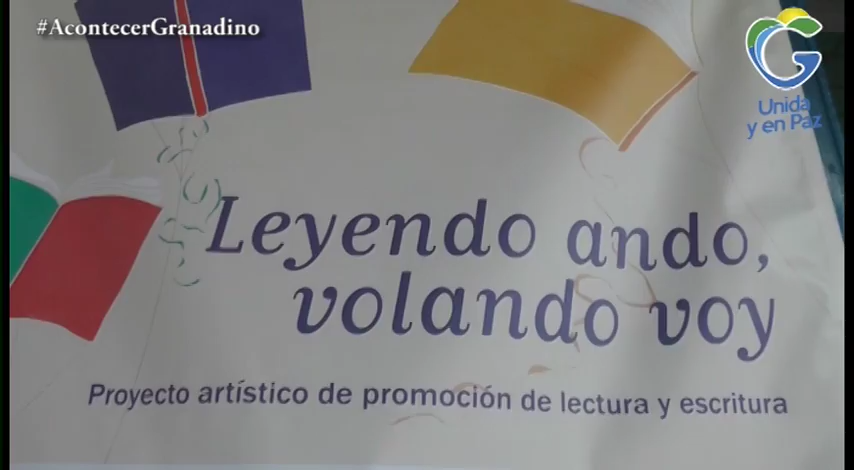 #AcontecerGranadino
G
Unida
y en Paz
Leyendo ando,
volando voy
Proyecto artístico de promoción de lectura y escritura